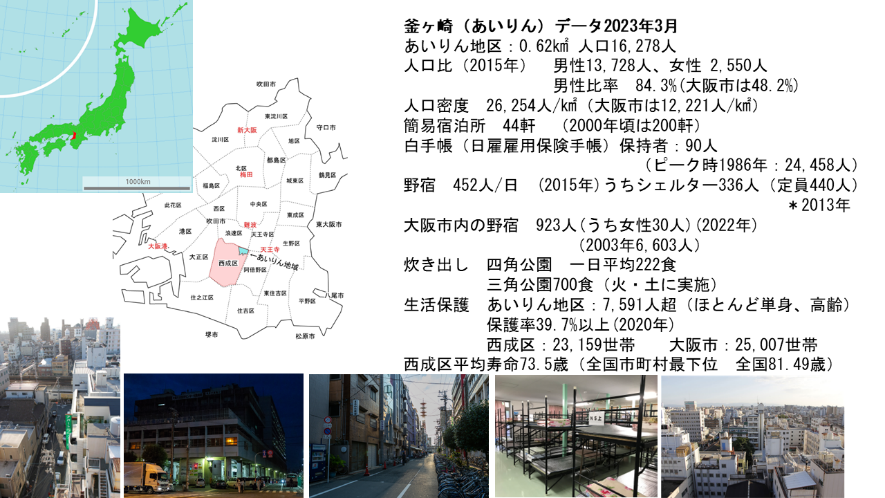 釜ヶ崎（あいりん）データ2023年3月
あいりん地区：0.62㎢ 人口16,278人
人口比（2015年）　男性13,728人、女性 2,550人
男性比率　84.3%(大阪市は48.2%)
人口密度　26,254人/㎢（大阪市は12,221人/㎢）
簡易宿泊所　44軒　（2000年頃は200軒）
白手帳（日雇雇用保険手帳）保持者：90人
（ピーク時1986年：24,458人）
野宿　452人/日　(2015年)うちシェルター336人（定員440人）
＊2013年
大阪市内の野宿　923人(うち女性30人)(2022年)
(2003年6,603人)
炊き出し　四角公園　一日平均222食
三角公園700食（火・土に実施）
生活保護　あいりん地区：7,591人超（ほとんど単身、高齢）
保護率39.7%以上(2020年)
西成区：23,159世帯　　大阪市：25,007世帯
西成区平均寿命73.5歳（全国市町村最下位　全国81.49歳）
1000km
吹田市
東淀川区
新大阪
淀川区
守口市
旭区
都島区
北区
梅田
鶴見区
城東区
福島区
此花区
西区
中央区
吹田市
東成区
港区
難波
浪速区
天王寺区
東大阪市
大阪港
生野区
天王寺
大正区
西成区
←あいりん地域
阿倍野区
住之江区
東住吉区
平野区
八尾市
住吉区
堺市
松原市